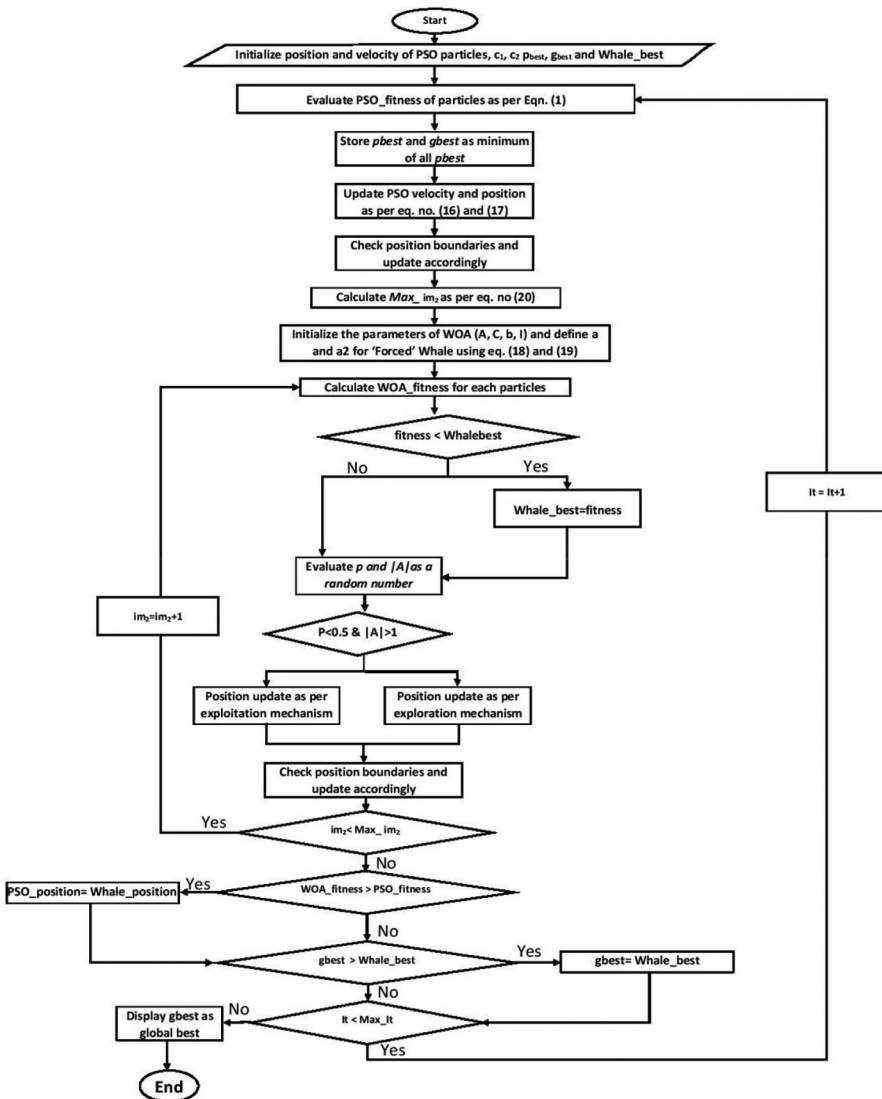 Start
Initialize position and velocity of PSO particles, c₁, c₂ pbest, gbest and Whale_best
Evaluate PSO_fitness of particles as per Eqn. (1)
Store pbest and gbest as minimum
of all pbest
Update PSO velocity and position
as per eq. no. (16) and (17)
Check position boundaries and
update accordingly
Calculate Max_ im₂ as per eq. no (20)
Initialize the parameters of WOA (A, C, b, I) and define a
and a2 for ‘Forced’ Whale using eq. (18) and (19)
Calculate WOA_fitness for each particles
fitness < Whalebest
No
Yes
Whale_best=fitness
It = It+1
Evaluate p and |A|as a
random number
im₂=im₂+1
P<0.5 & |A|>1
Position update as per
exploitation mechanism
Position update as per
exploration mechanism
Check position boundaries and
update accordingly
Yes
im₂< Max_ im₂
No
PSO_position= Whale_position
Yes
WOA_fitness > PSO_fitness
No
gbest > Whale_best
Yes
gbest= Whale_best
No
Display gbest as
global best
No
It < Max_It
Yes
End